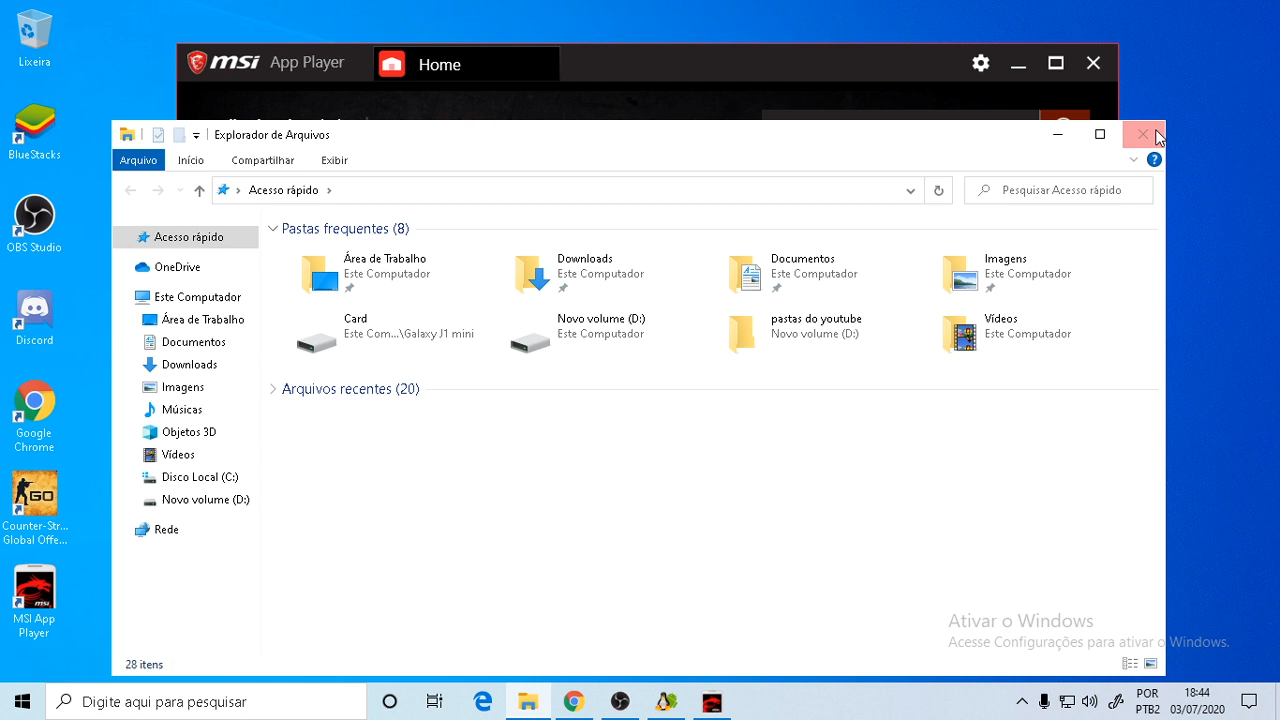 Lixeira
BlueStacks
OBS Studio
Discord
Google
Chrome
Counter-Str...
Global Offe...
MSI App
Player
msi App Player
Home
Explorador de Arquivos
Arquivo
Início
Compartilhar
Exibir
Acesso rápido
Pesquisar Acesso rápido
Acesso rápido
OneDrive
Este Computador
Área de Trabalho
Documentos
Downloads
Imagens
Músicas
Objetos 3D
Vídeos
Disco Local (C:)
Novo volume (D:)
Rede
Pastas frequentes (8)
Área de Trabalho
Este Computador
Downloads
Este Computador
Documentos
Este Computador
Imagens
Este Computador
Card
Este Com...\Galaxy J1 mini
Novo volume (D:)
Este Computador
pastas do youtube
Novo volume (D:)
Vídeos
Este Computador
Arquivos recentes (20)
Ativar o Windows
Acesse Configurações para ativar o Windows.
28 itens
Digite aqui para pesquisar
POR
PTB2
18:44
03/07/2020